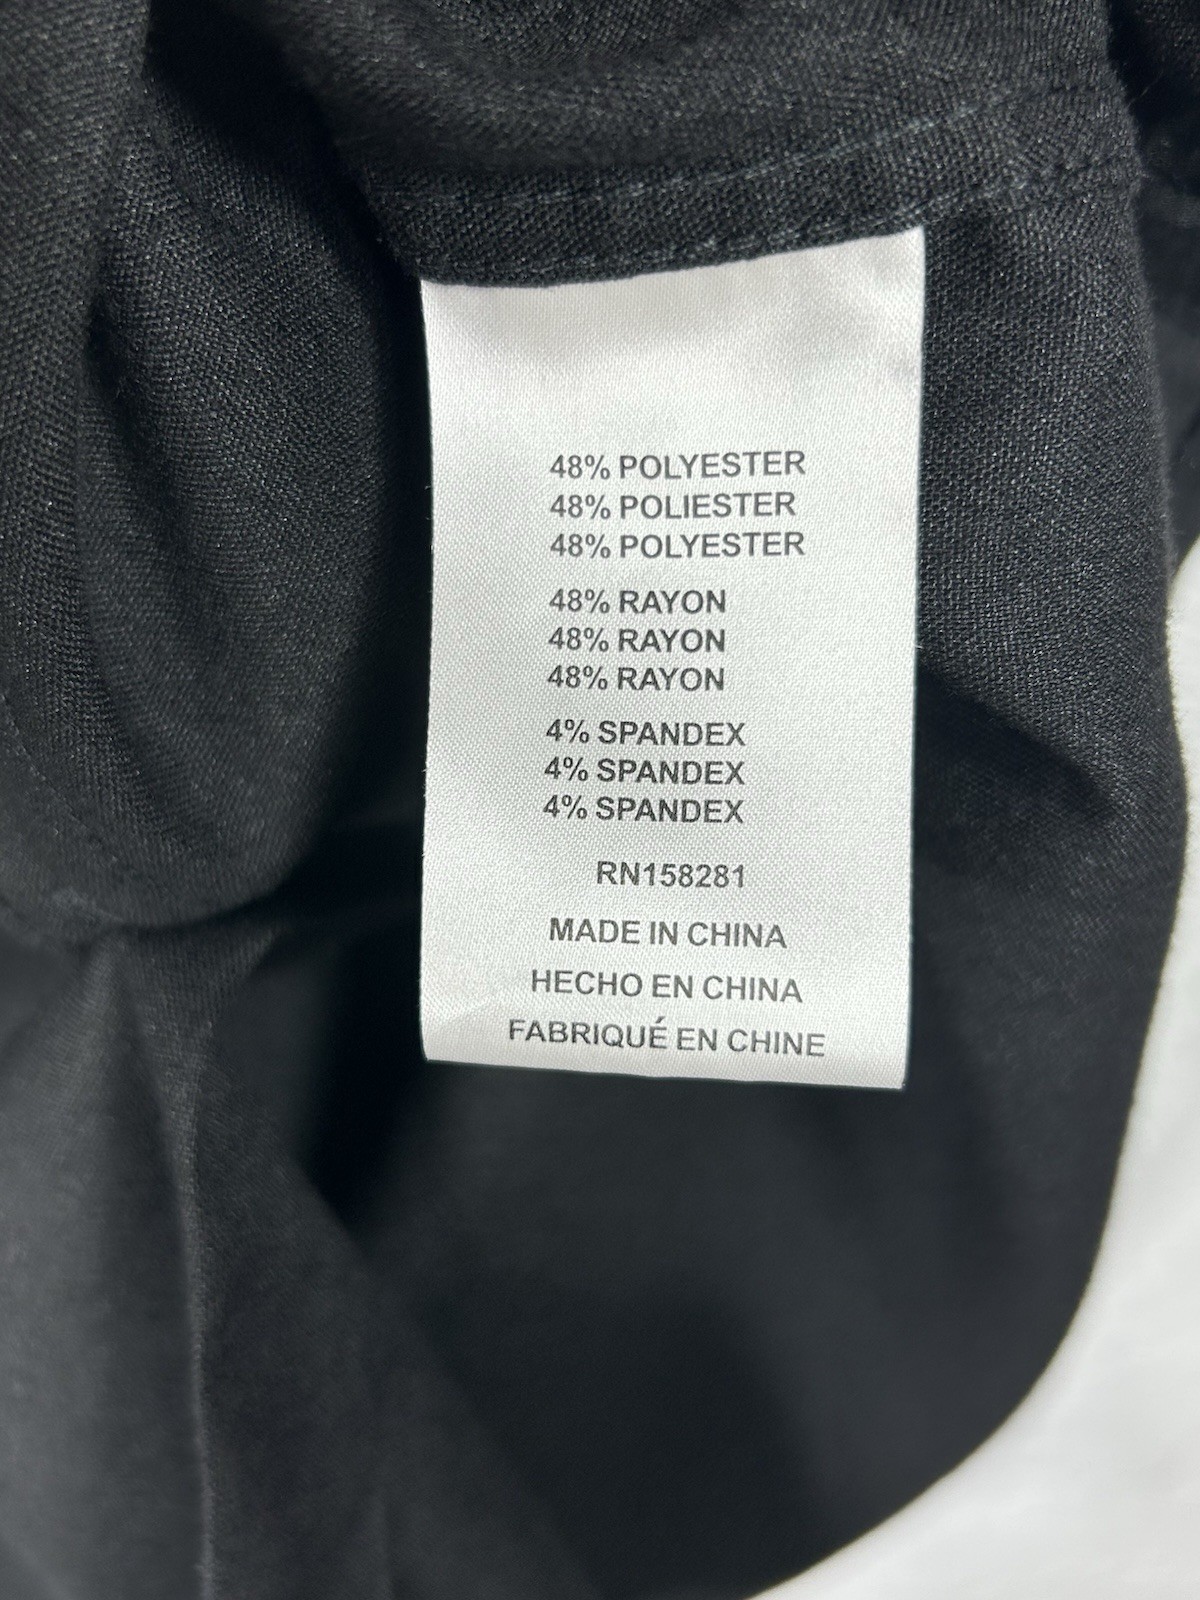 48% POLYESTER
48% POLIESTER
48% POLYESTER
48% RAYON
48% RAYON
48% RAYON
4% SPANDEX
4% SPANDEX
4% SPANDEX
RN158281
MADE IN CHINA
HECHO EN CHINA
FABRIQUÉ EN CHINE